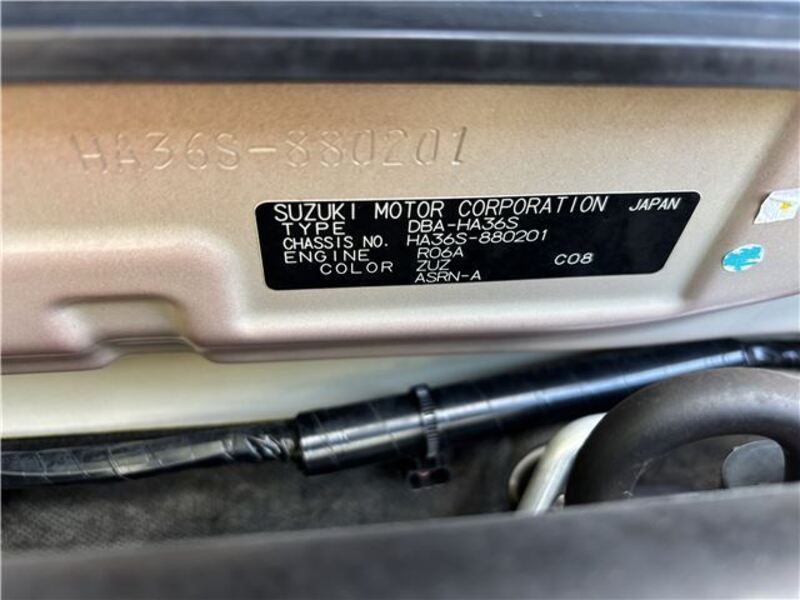 HA36S-880201
SUZUKI MOTOR CORPORATION JAPAN
TYPE DBA-HA36S
CHASSIS NO. HA36S-880201
ENGINE R06A
COLOR ZUZ C08
ASRN-A